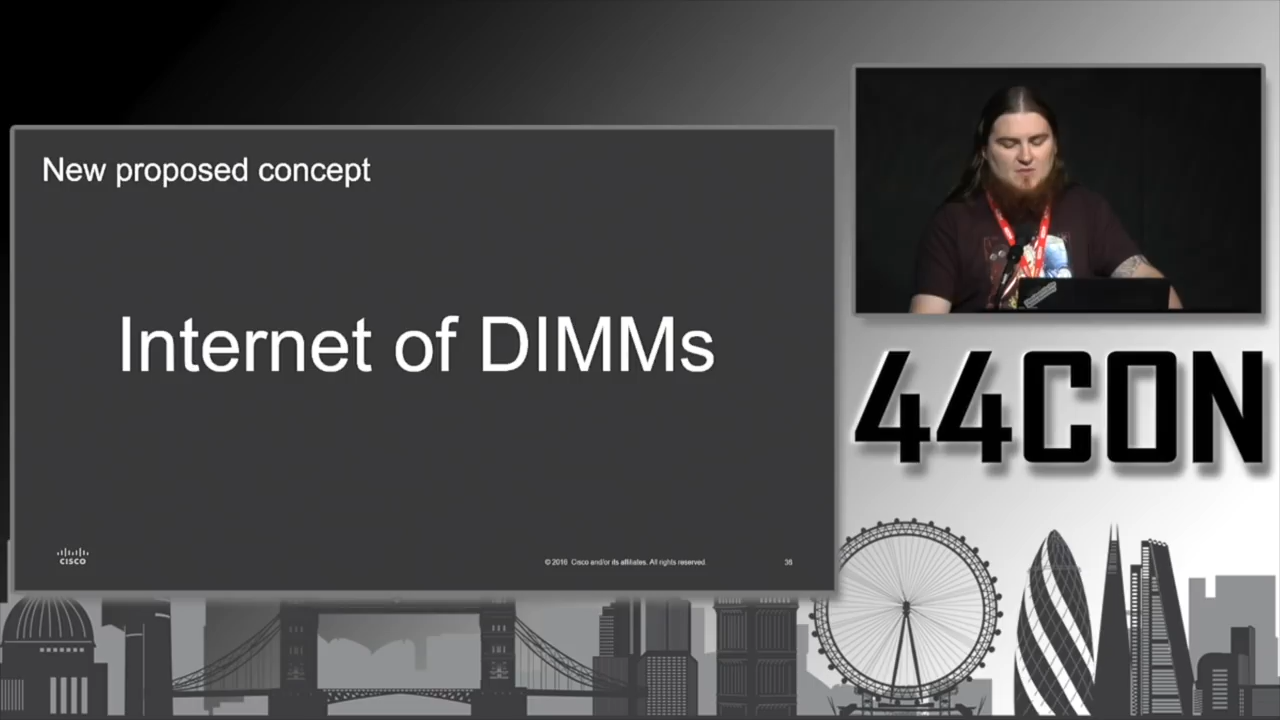 New proposed concept
Internet of DIMMs
CISCO
© 2016 Cisco and/or its affiliates. All rights reserved.
36
44CON